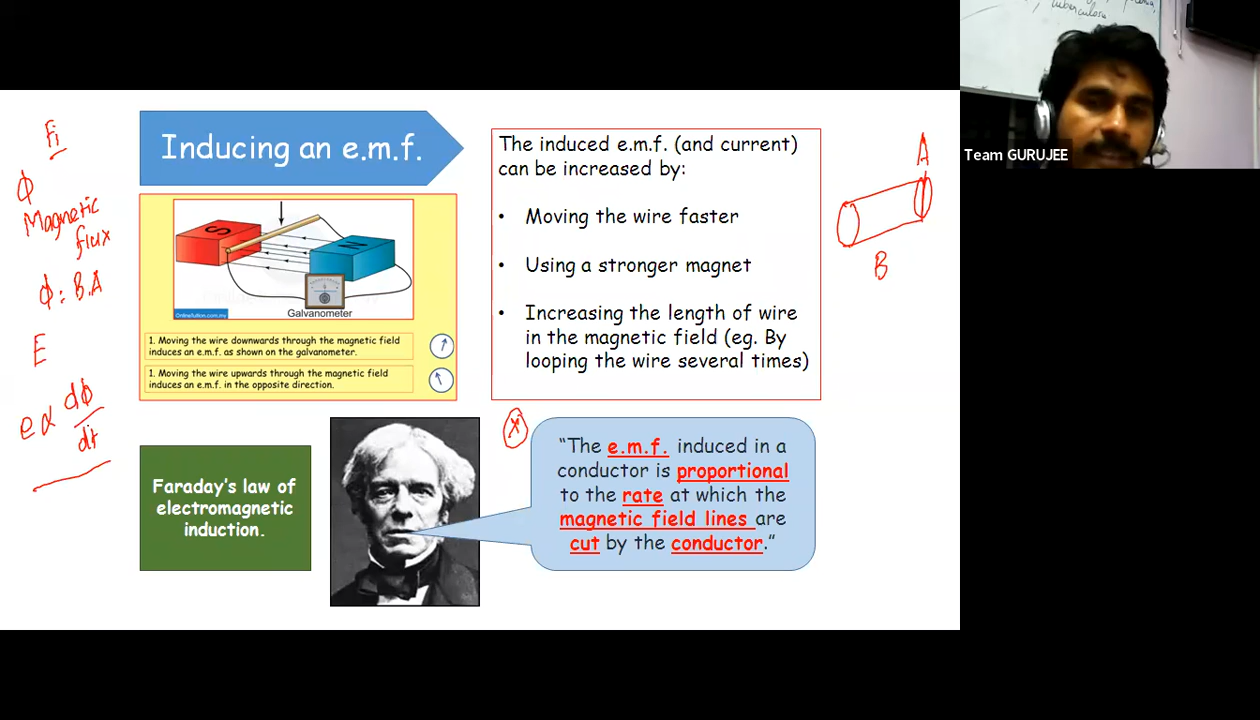 Fi
ϕ
Magnetic
flux
ϕ: B.A
E
e α dϕ/dt
Inducing an e.m.f.
S
N
Galvanometer
OnlineTuition.com.my
1. Moving the wire downwards through the magnetic field
induces an e.m.f. as shown on the galvanometer.
1. Moving the wire upwards through the magnetic field
induces an e.m.f. in the opposite direction.
The induced e.m.f. (and current)
can be increased by:
• Moving the wire faster
• Using a stronger magnet
• Increasing the length of wire
in the magnetic field (eg. By
looping the wire several times)
A
B
Faraday's law of
electromagnetic
induction.
x
“The e.m.f. induced in a
conductor is proportional
to the rate at which the
magnetic field lines are
cut by the conductor.”
tuberculosis
Team GURUJEE